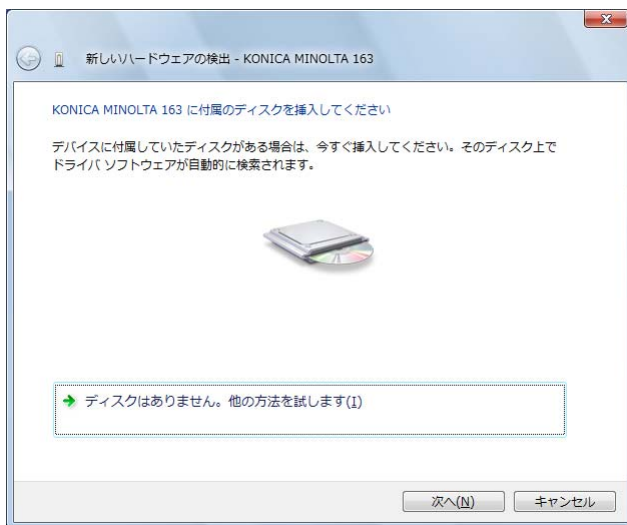 新しいハードウェアの検出 - KONICA MINOLTA 163
KONICA MINOLTA 163 に付属のディスクを挿入してください
デバイスに付属していたディスクがある場合は、今すぐ挿入してください。そのディスク上で
ドライバ ソフトウェアが自動的に検索されます。
ディスクはありません。他の方法を試します(I)
次へ(N) キャンセル